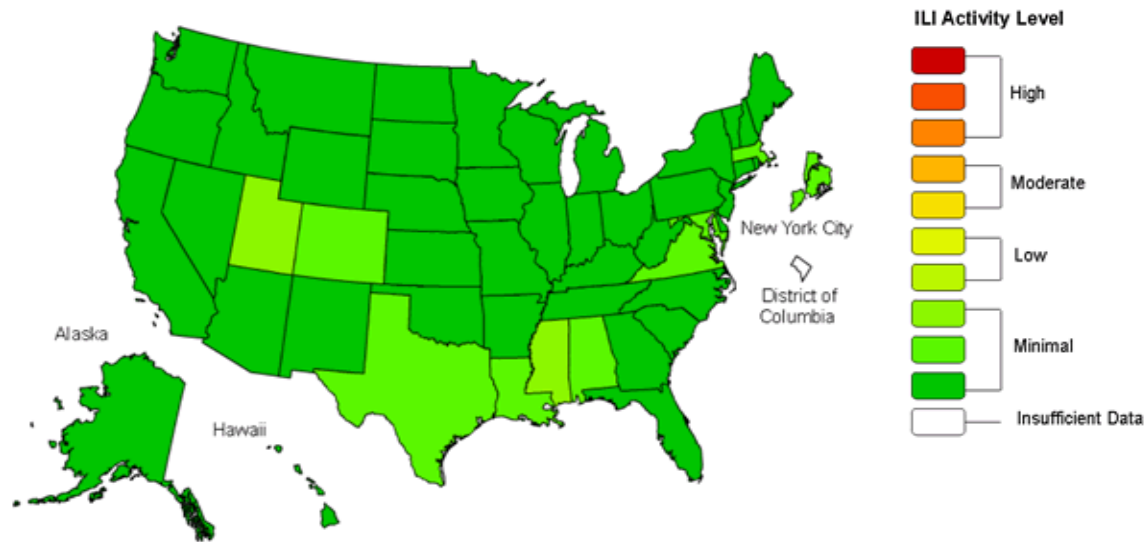 ILI Activity Level
High
Moderate
Low
Minimal
Insufficient Data
New York City
District of
Columbia
Alaska
Hawaii